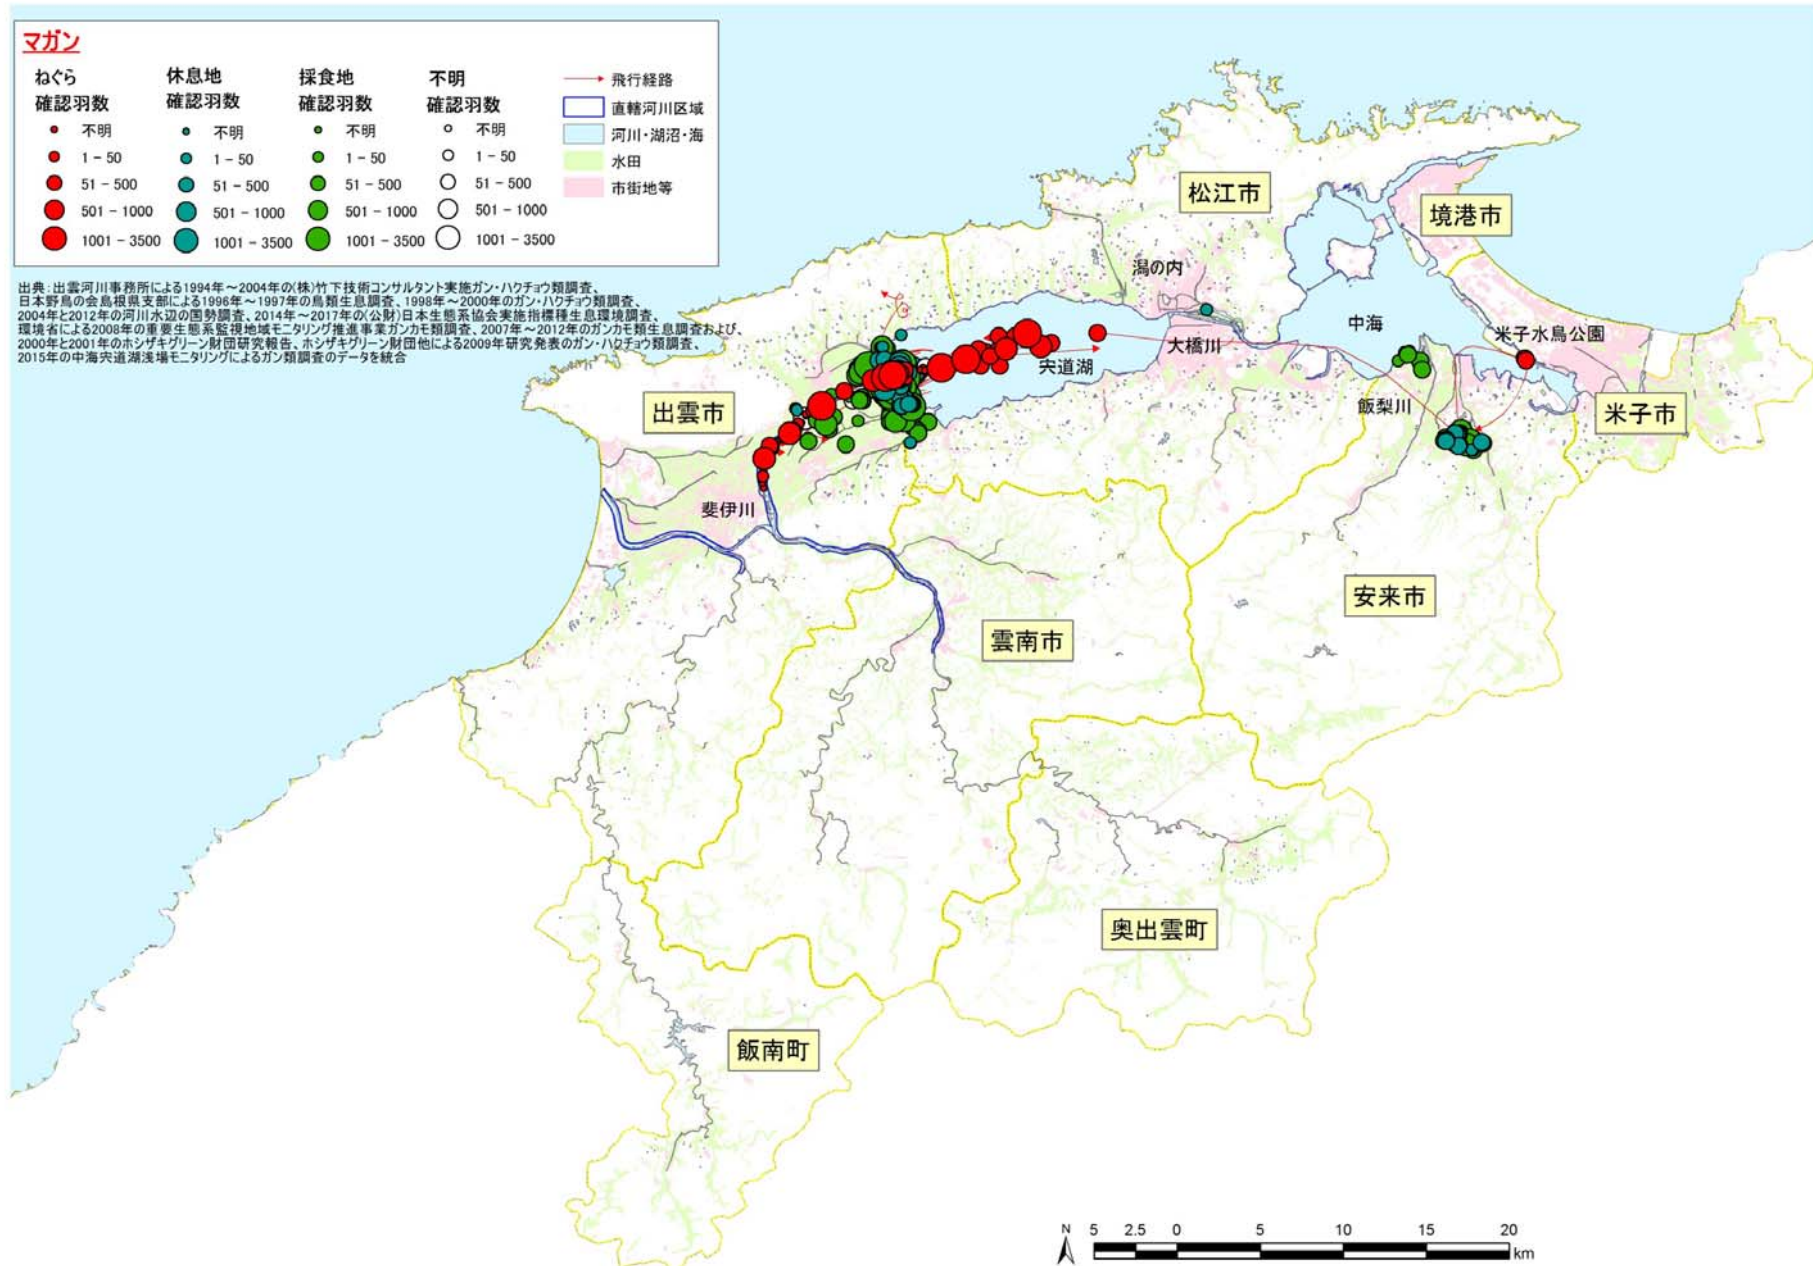 マガン
ねぐら 休息地 採食地 不明
確認羽数 確認羽数 確認羽数 確認羽数
不明 不明 不明 不明
1 - 50 1 - 50 1 - 50 1 - 50
51 - 500 51 - 500 51 - 500 51 - 500
501 - 1000 501 - 1000 501 - 1000 501 - 1000
1001 - 3500 1001 - 3500 1001 - 3500 1001 - 3500
飛行経路
直轄河川区域
河川・湖沼・海
水田
市街地等
出典：出雲河川事務所による1994年～2004年の(株)竹下技術コンサルタント実施ガン・ハクチョウ類調査、
日本野鳥の会島根県支部による1996年～1997年の鳥類生息調査、1998年～2000年のガン・ハクチョウ類調査、
2004年と2012年の河川水辺の国勢調査、2014年～2017年の(公財)日本生態系協会実施指標種生息環境調査、
環境省による2008年の重要生態系監視地域モニタリング推進事業ガンカモ類調査、2007年～2012年のガンカモ類生息調査および、
2000年と2001年のホシザキグリーン財団研究報告、ホシザキグリーン財団他による2009年研究発表のガン・ハクチョウ類調査、
2015年の中海宍道湖浅場モニタリングによるガン類調査のデータを統合
松江市
境港市
潟の内
中海
米子水鳥公園
大橋川
宍道湖
出雲市
飯梨川
米子市
斐伊川
安来市
雲南市
奥出雲町
飯南町
N
5 2.5 0 5 10 15 20
km